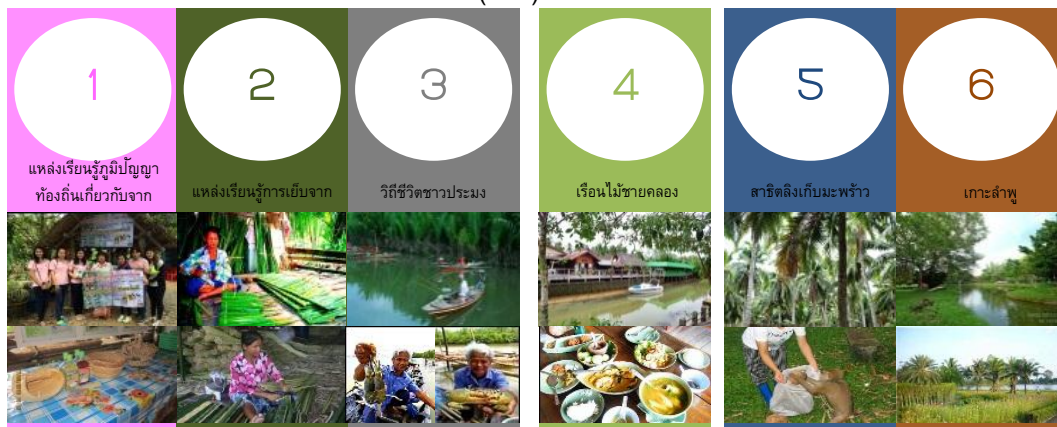 1
แหล่งเรียนรู้ภูมิปัญญา
ท้องถิ่นเกี่ยวกับจาก
2
แหล่งเรียนรู้การเย็บจาก
3
วิถีชีวิตชาวประมง
4
เรือนไม้ชายคลอง
5
สาธิตลิงเก็บมะพร้าว
6
เกาะลำพู